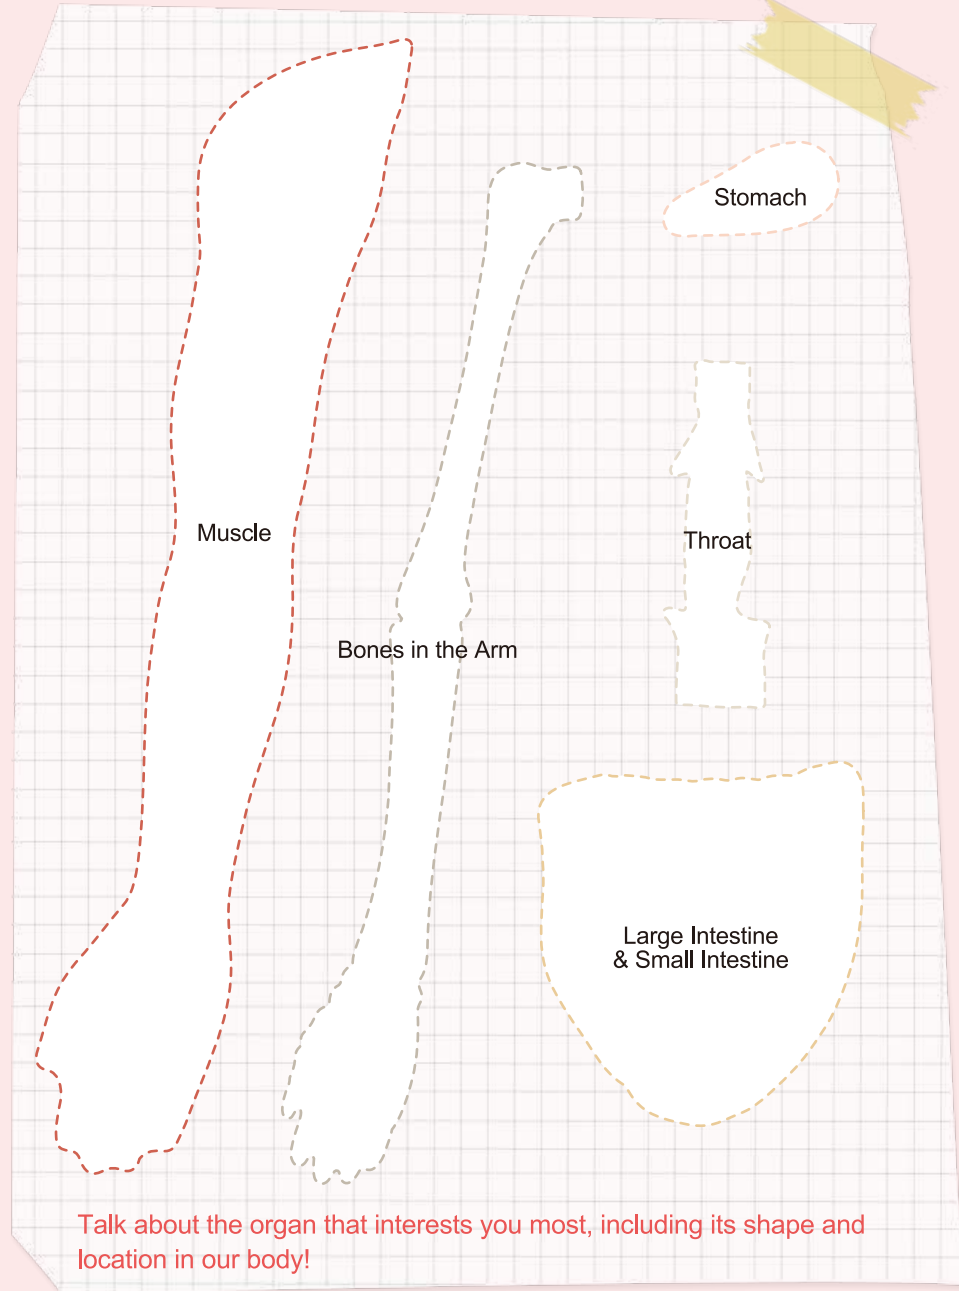 Stomach
Muscle
Throat
Bones in the Arm
Large Intestine
& Small Intestine
Talk about the organ that interests you most, including its shape and
location in our body!